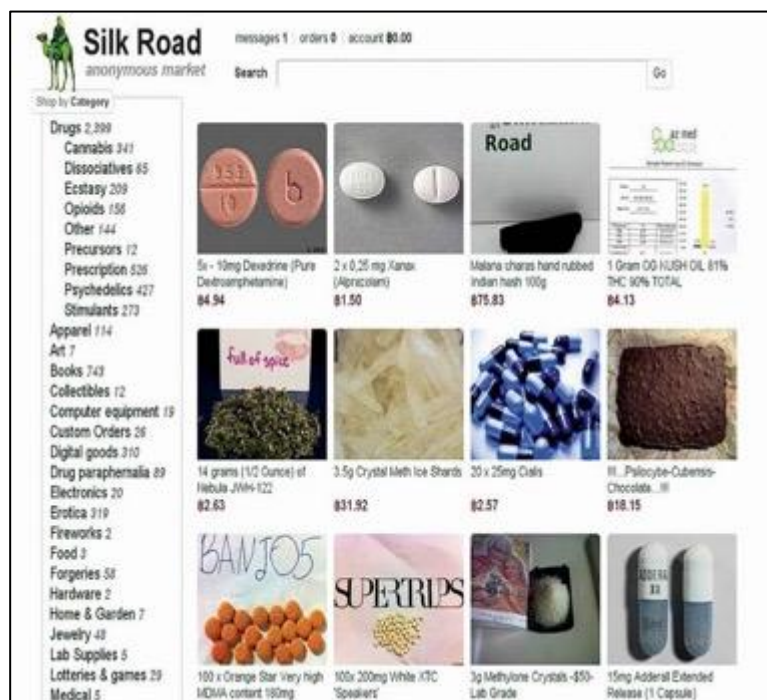 Silk Road
anonymous market
messages 1 orders 0 account ฿0.00
Search
Go
Shop by Category
Drugs 2,399
Cannabis 341
Dissociatives 65
Ecstasy 209
Opioids 156
Other 144
Precursors 12
Prescription 526
Psychedelics 427
Stimulants 273
Apparel 114
Art 7
Books 743
Collectibles 12
Computer equipment 19
Custom Orders 26
Digital goods 310
Drug paraphernalia 89
Electronics 20
Erotica 319
Fireworks 2
Food 3
Forgeries 58
Hardware 2
Home & Garden 7
Jewelry 48
Lab Supplies 5
Lotteries & games 29
Medical 5
10
b
Road
5x - 10mg Dexedrine (Pure
Dextroamphetamine)
฿4.94
2 x 0,25 mg Xanax
(Alprazolam)
฿1.50
Malana charas hand rubbed
Indian hash 100g
฿75.83
1 Gram OG KUSH OIL 81%
THC 90% TOTAL
฿4.13
full of spice
14 grams (1/2 Ounce) of
Nebula JWH-122
฿2.63
3.5g Crystal Meth Ice Shards
฿31.92
20 x 25mg Cialis
฿2.57
!!!...Psilocybe-Cubensis-
Chocolate...!!!
฿18.15
BANJO5
SUPERTRIPS
ADDERALL
XR
100 x Orange Star Very high
MDMA content 180mg
100x 200mg White XTC
'Speakers'
3g Methylone Crystals -$50-
Lab Grade
15mg Adderall Extended
Release [1 Capsule]